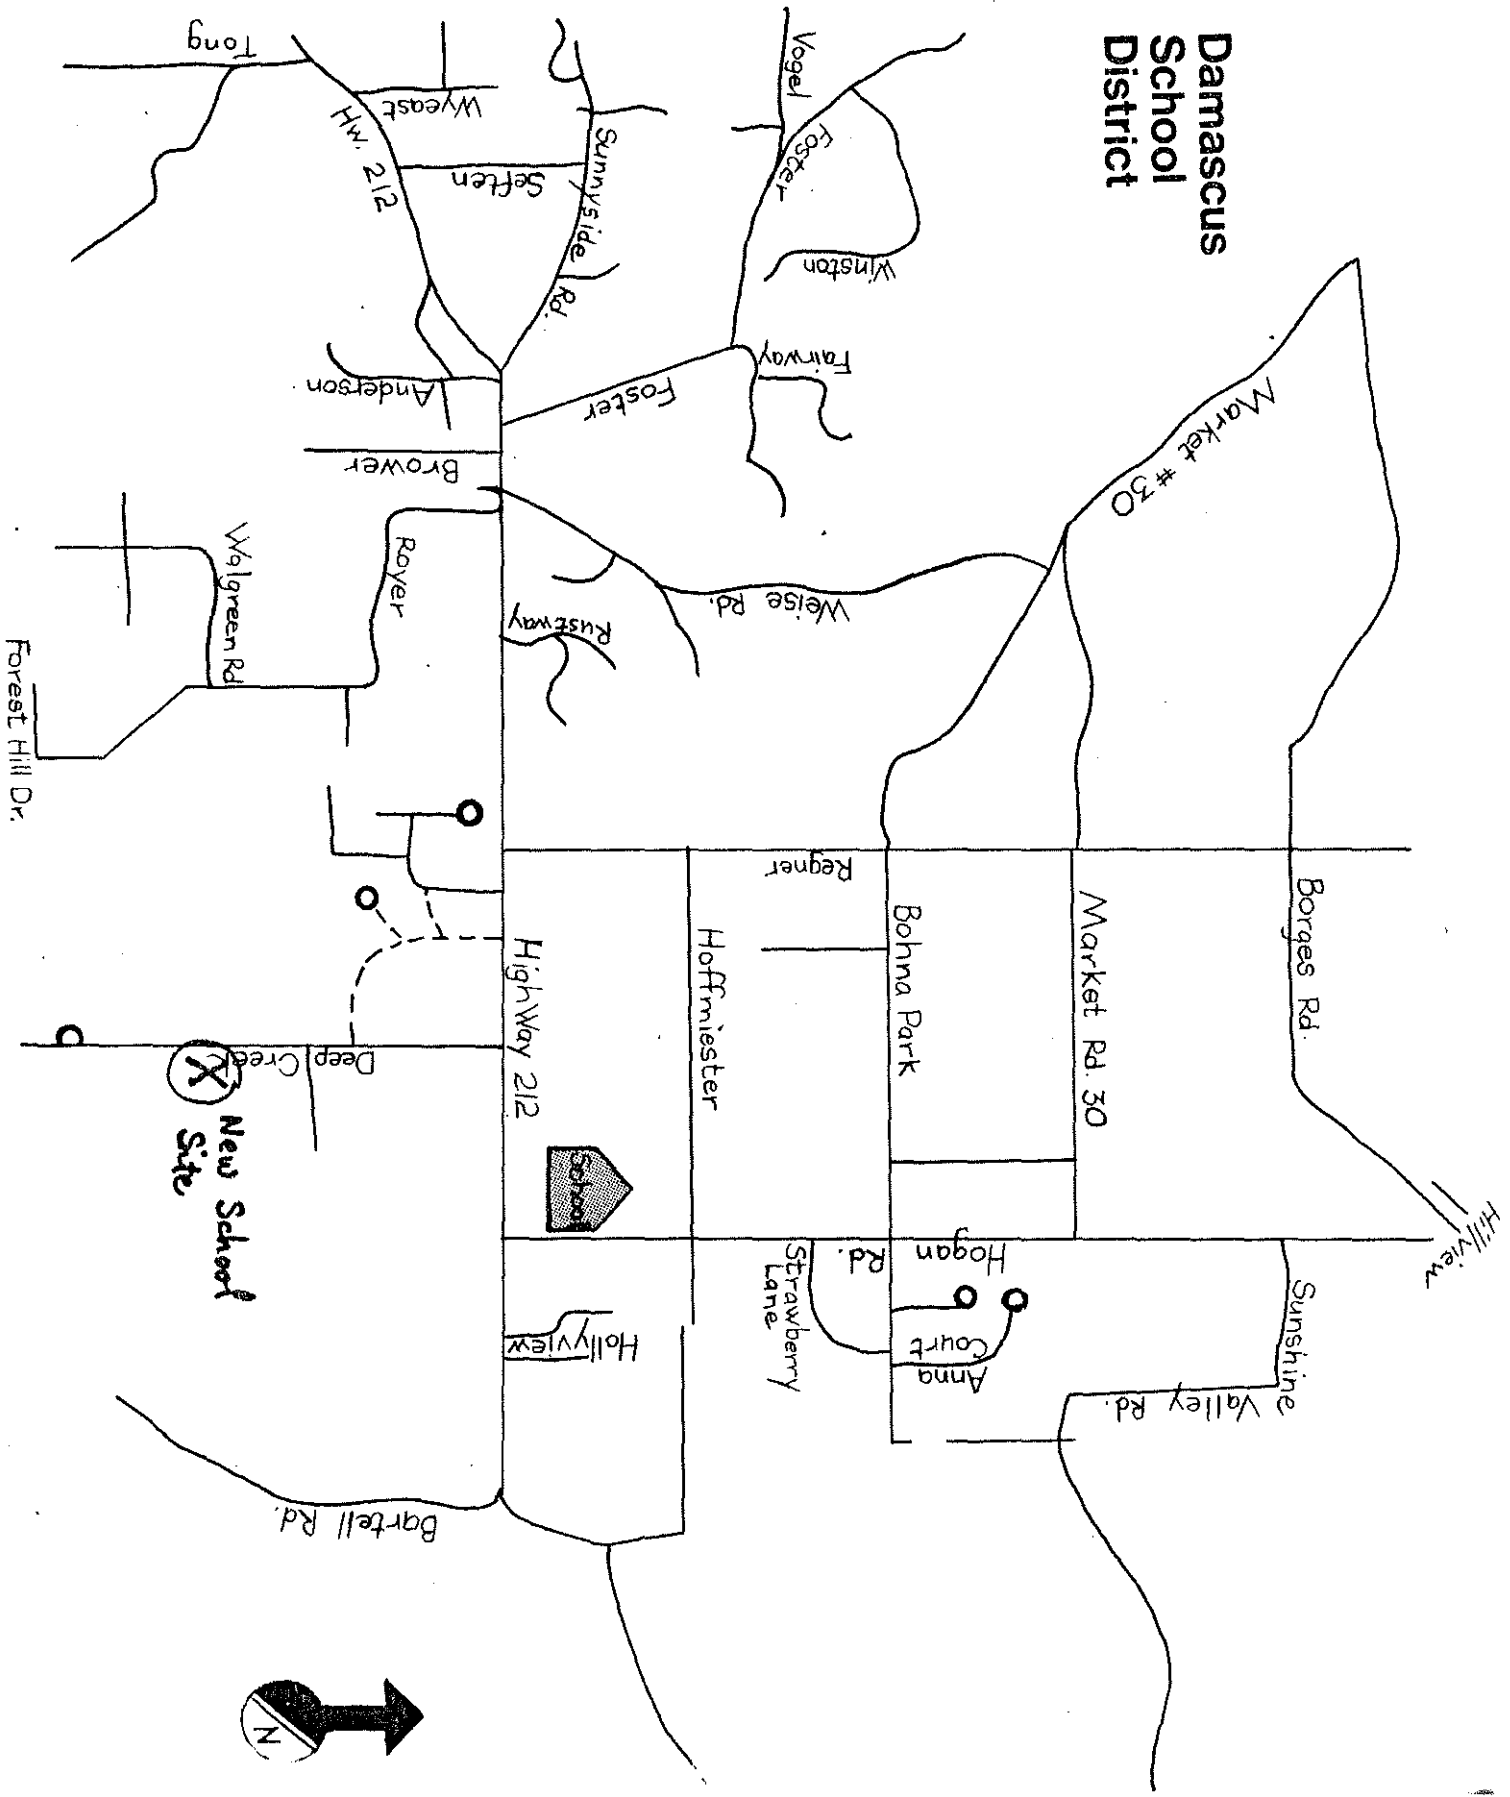 Damascus
School
District
Tong
Wyeast
Hw. 212
Seften
Sunnyside Rd.
Vogel
Foster
Winston
Anderson
Foster
Fairway
Market #30
Brower
Royer
Walgreen Rd
Forest Hill Dr.
Rustway
Weise Rd.
Regner
HighWay 212
Hoffmiester
Bohna Park
Market Rd. 30
Borges Rd.
Deep Creek
X
New School
Site
School
Hogan Rd.
Hillview
Strawberry
Lane
Hollyview
Anna
Court
Sunshine Valley Rd.
Bartell Rd.
N